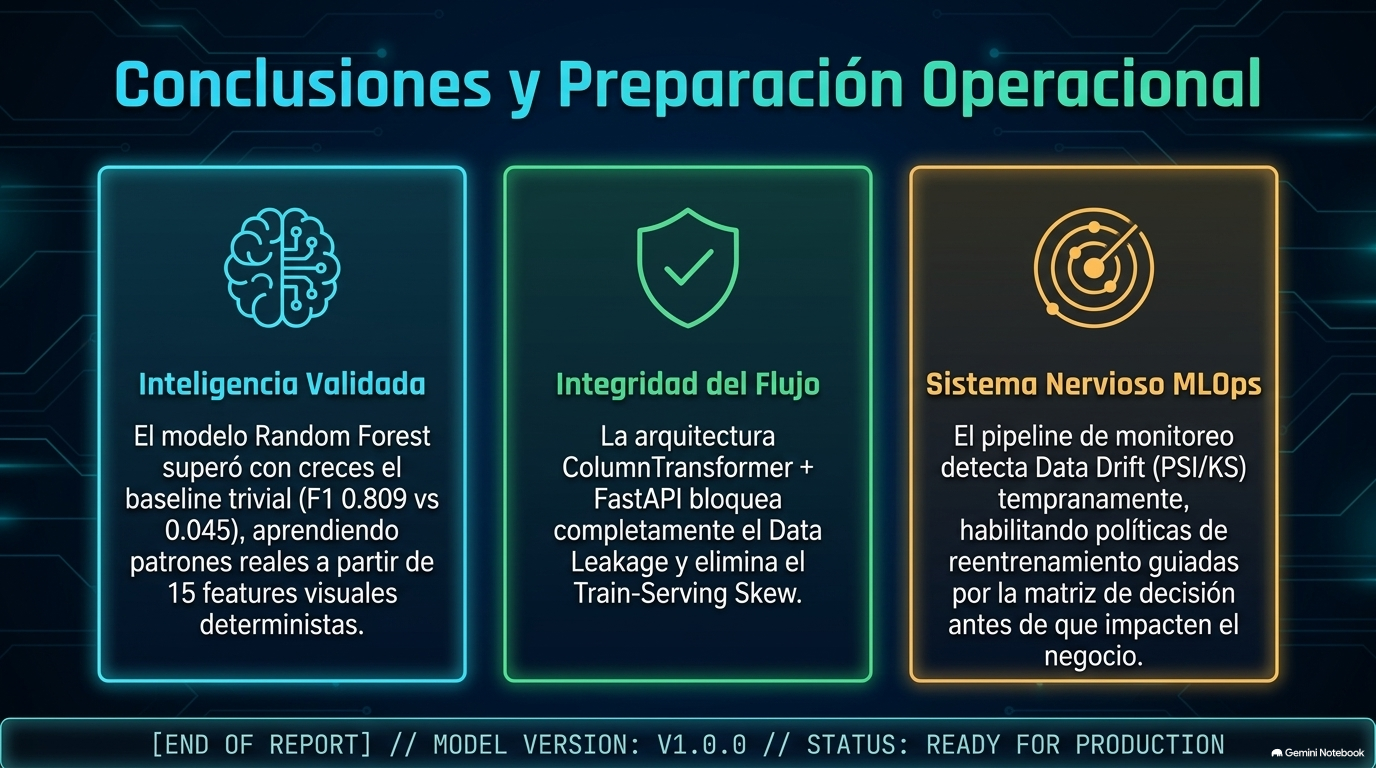 Conclusiones y Preparación Operacional
Inteligencia Validada
El modelo Random Forest
superó con creces el
baseline trivial (F1 0.809 vs
0.045), aprendiendo
patrones reales a partir de
15 features visuales
deterministas.
Integridad del Flujo
La arquitectura
ColumnTransformer +
FastAPI bloquea
completamente el Data
Leakage y elimina el
Train-Serving Skew.
Sistema Nervioso MLOps
El pipeline de monitoreo
detecta Data Drift (PSI/KS)
tempranamente,
habilitando políticas de
reentrenamiento guiadas
por la matriz de decisión
antes de que impacten el
negocio.
[END OF REPORT] // MODEL VERSION: V1.0.0 // STATUS: READY FOR PRODUCTION
Gemini Notebook